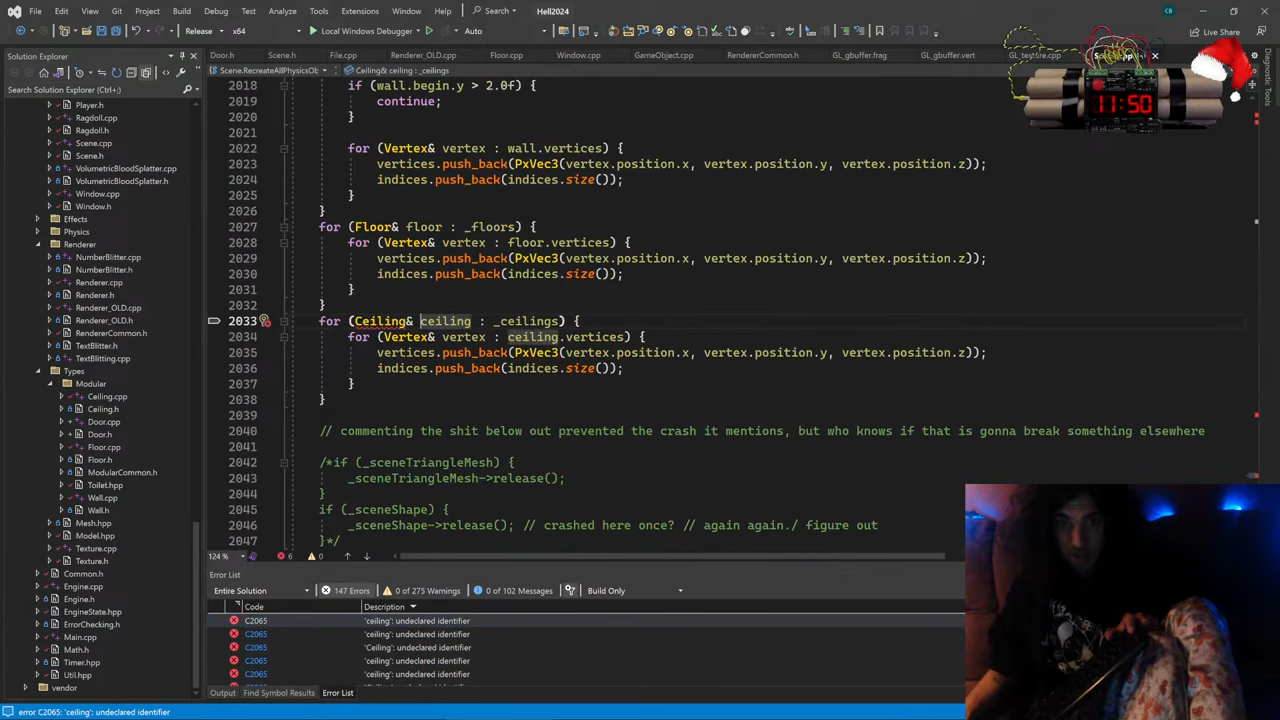 File Edit View Git Project Build Debug Test Analyze Tools Extensions Window Help Search Hell2024 CB
Release x64 Local Windows Debugger Auto Live Share
Solution Explorer
Search Solution Explorer (Ctrl+;)
Player.h
Ragdoll.cpp
Ragdoll.h
Scene.cpp
Scene.h
VolumetricBloodSplatter.cpp
VolumetricBloodSplatter.h
Window.cpp
Window.h
Effects
Physics
Renderer
NumberBlitter.cpp
NumberBlitter.h
Renderer.cpp
Renderer.h
Renderer_OLD.cpp
Renderer_OLD.h
RendererCommon.h
TextBlitter.h
TextBlitting.cpp
Types
Modular
Ceiling.cpp
Ceiling.h
Door.cpp
Door.h
Floor.cpp
Floor.h
ModularCommon.h
Toilet.hpp
Wall.cpp
Wall.h
Mesh.hpp
Model.hpp
Texture.cpp
Texture.h
Common.h
Engine.cpp
Engine.h
EngineState.hpp
ErrorChecking.h
Main.cpp
Math.h
Timer.hpp
Util.hpp
vendor
Door.h Scene.h File.cpp Renderer_OLD.cpp Floor.cpp Window.cpp GameObject.cpp RendererCommon.h GL_gbuffer.frag GL_gbuffer.vert GL_texture.cpp
11:50
Diagnostic Tools
Scene.RecreateAllPhysicsOb Ceiling& ceiling : _ceilings
2018 if (wall.begin.y > 2.0f) {
2019 continue;
2020 }
2021
2022 for (Vertex& vertex : wall.vertices) {
2023 vertices.push_back(PxVec3(vertex.position.x, vertex.position.y, vertex.position.z));
2024 indices.push_back(indices.size());
2025 }
2026 }
2027 for (Floor& floor : _floors) {
2028 for (Vertex& vertex : floor.vertices) {
2029 vertices.push_back(PxVec3(vertex.position.x, vertex.position.y, vertex.position.z));
2030 indices.push_back(indices.size());
2031 }
2032 }
2033 for (Ceiling& ceiling : _ceilings) {
2034 for (Vertex& vertex : ceiling.vertices) {
2035 vertices.push_back(PxVec3(vertex.position.x, vertex.position.y, vertex.position.z));
2036 indices.push_back(indices.size());
2037 }
2038 }
2039
2040 // commenting the shit below out prevented the crash it mentions, but who knows if that is gonna break something elsewhere
2041
2042 /*if (_sceneTriangleMesh) {
2043 _sceneTriangleMesh->release();
2044 }
2045 if (_sceneShape) {
2046 _sceneShape->release(); // crashed here once? // again again./ figure out
2047 }*/
124 % 6 0
Error List
Entire Solution 147 Errors 0 of 275 Warnings 0 of 102 Messages Build Only
Code Description
C2065 'ceiling': undeclared identifier
C2065 'ceiling': undeclared identifier
C2065 'Ceiling': undeclared identifier
C2065 'ceiling': undeclared identifier
C2065 'ceiling': undeclared identifier
Output Find Symbol Results Error List
error C2065: 'ceiling': undeclared identifier